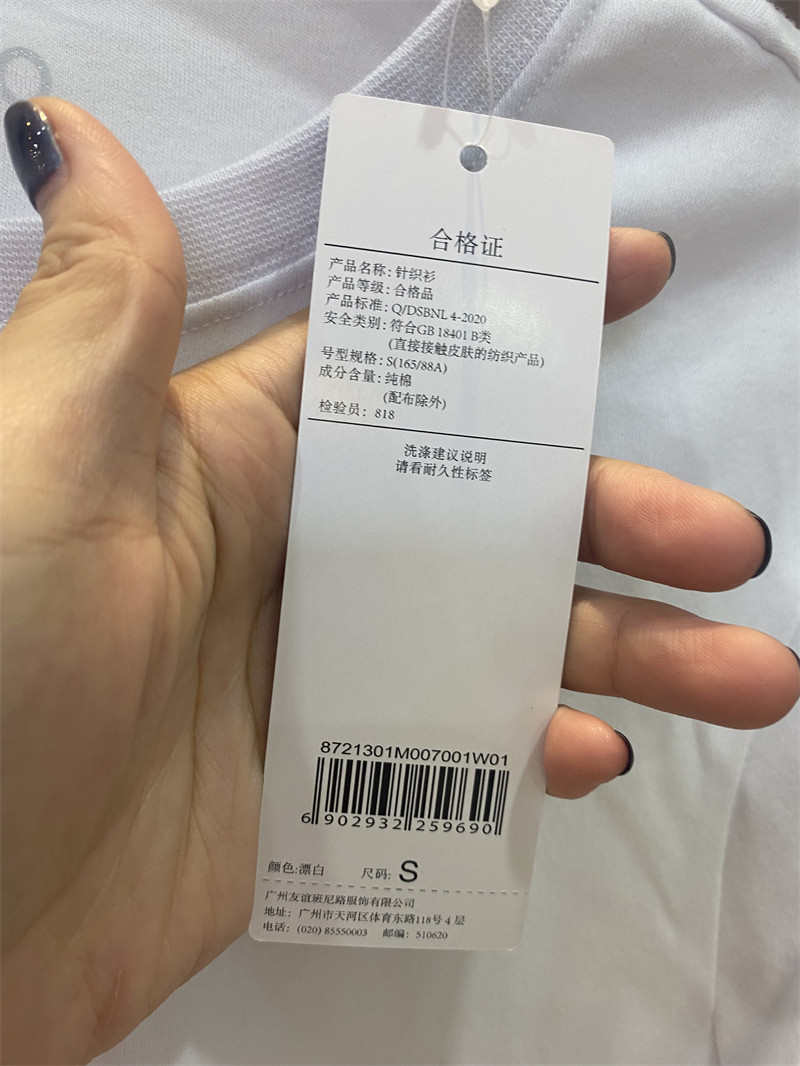 合格证
产品名称:针织衫
产品等级:合格品
产品标准:Q/DSBNL 4-2020
安全类别:符合GB 18401 B类
(直接接触皮肤的纺织产品)
号型规格:S(165/88A)
成分含量:纯棉
(配布除外)
检验员: 818
洗涤建议说明
请看耐久性标签
8721301M007001W01
6 902932 259690
颜色:漂白 尺码: S
广州友谊班尼路服饰有限公司
地址: 广州市天河区体育东路118号4层
电话: (020) 85550003 邮编: 510620